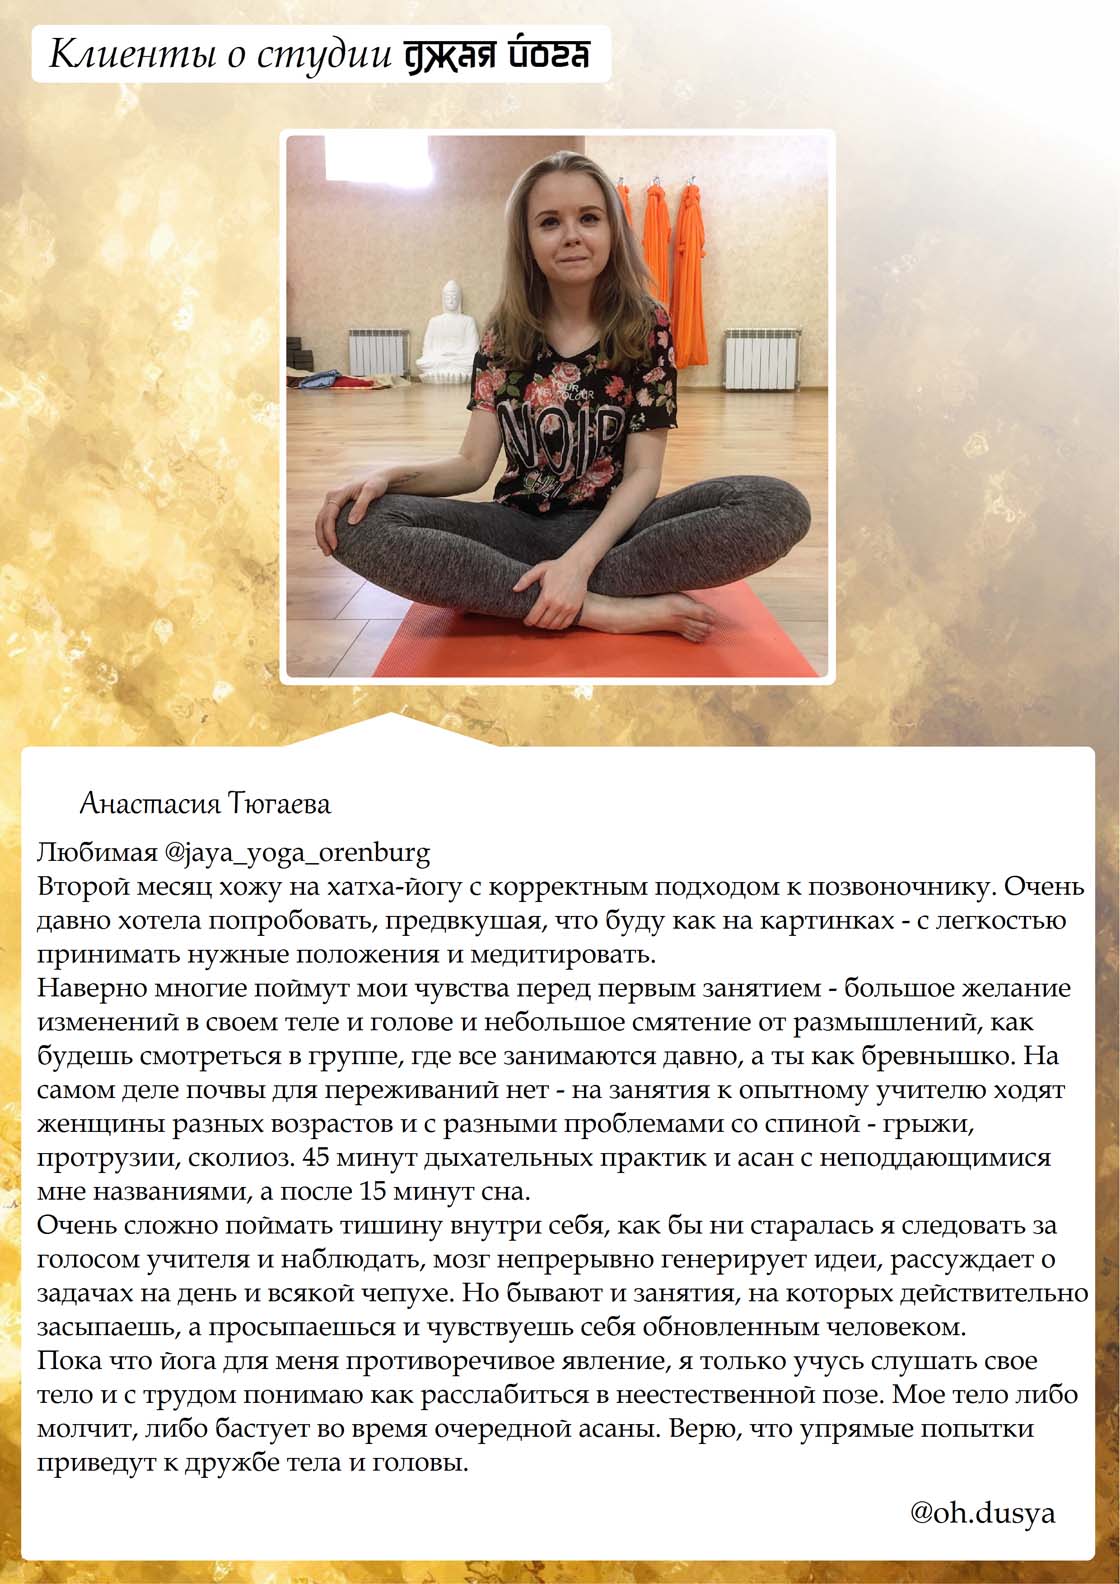 Клиенты о студии джая йога
YOUR
COLOUR
NOIR
Анастасия Тюгаева
Любимая @jaya_yoga_orenburg
Второй месяц хожу на хатха-йогу с корректным подходом к позвоночнику. Очень
давно хотела попробовать, предвкушая, что буду как на картинках - с легкостью
принимать нужные положения и медитировать.
Наверно многие поймут мои чувства перед первым занятием - большое желание
изменений в своем теле и голове и небольшое смятение от размышлений, как
будешь смотреться в группе, где все занимаются давно, а ты как бревнышко. На
самом деле почвы для переживаний нет - на занятия к опытному учителю ходят
женщины разных возрастов и с разными проблемами со спиной - грыжи,
протрузии, сколиоз. 45 минут дыхательных практик и асан с неподдающимися
мне названиями, а после 15 минут сна.
Очень сложно поймать тишину внутри себя, как бы ни старалась я следовать за
голосом учителя и наблюдать, мозг непрерывно генерирует идеи, рассуждает о
задачах на день и всякой чепухе. Но бывают и занятия, на которых действительно
засыпаешь, а просыпаешься и чувствуешь себя обновленным человеком.
Пока что йога для меня противоречивое явление, я только учусь слушать свое
тело и с трудом понимаю как расслабиться в неестественной позе. Мое тело либо
молчит, либо бастует во время очередной асаны. Верю, что упрямые попытки
приведут к дружбе тела и головы.
@oh.dusya